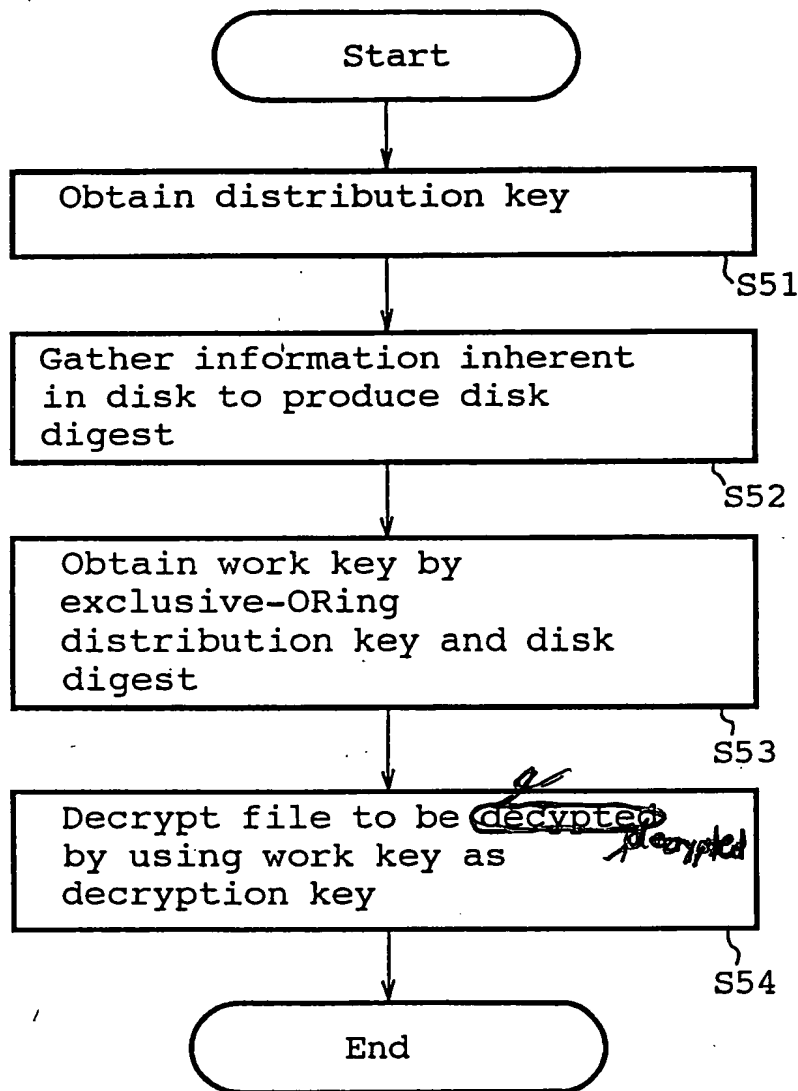 Start
Obtain distribution key
S51
Gather information inherent
in disk to produce disk
digest
S52
Obtain work key by
exclusive-ORing
distribution key and disk
digest
S53
Decrypt file to be decypted
decrypted
by using work key as
decryption key
S54
End